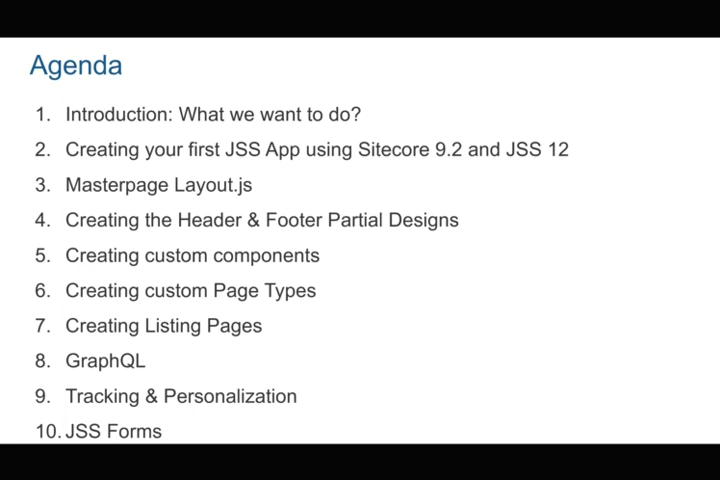 Agenda
1. Introduction: What we want to do?
2. Creating your first JSS App using Sitecore 9.2 and JSS 12
3. Masterpage Layout.js
4. Creating the Header & Footer Partial Designs
5. Creating custom components
6. Creating custom Page Types
7. Creating Listing Pages
8. GraphQL
9. Tracking & Personalization
10. JSS Forms